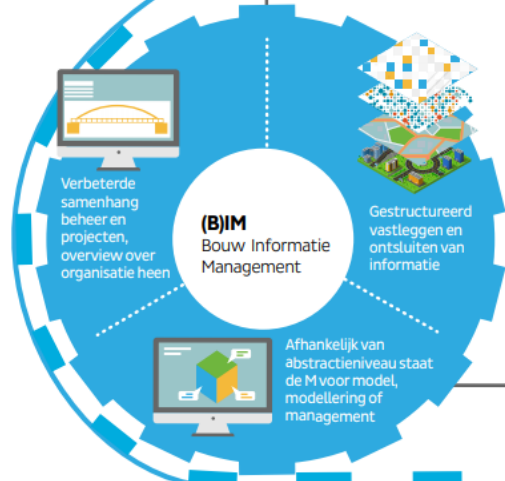 Verbeterde
samenhang
beheer en
projecten,
overview over
organisatie heen
(B)IM
Bouw Informatie
Management
Gestructureerd
vastleggen en
ontsluiten van
informatie
Afhankelijk van
abstractieniveau staat
de M voor model,
modellering of
management